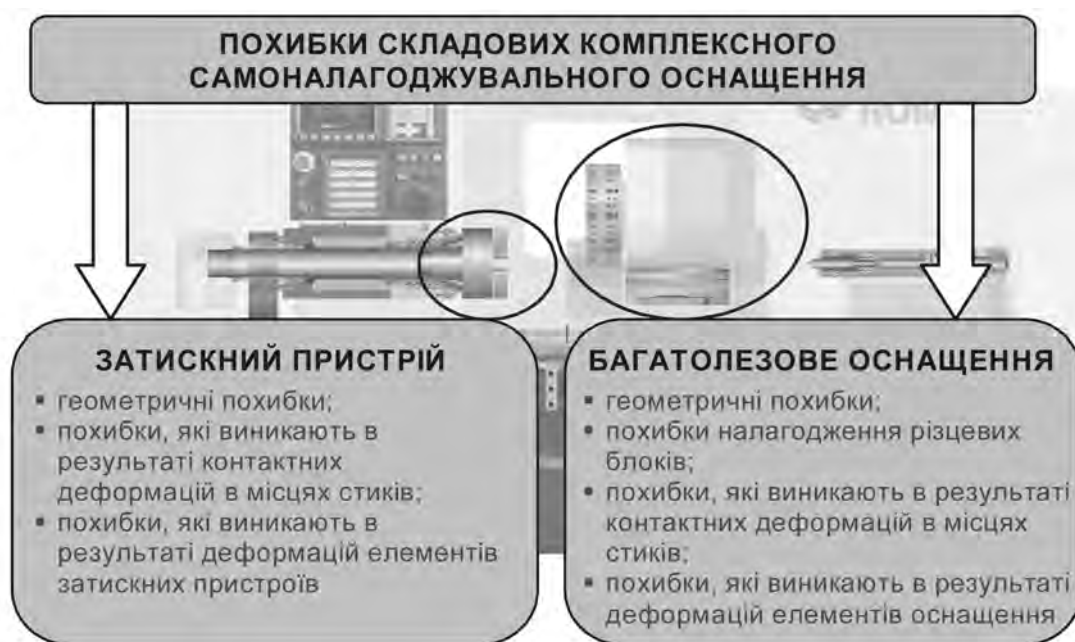 ПОХИБКИ СКЛАДОВИХ КОМПЛЕКСНОГО
САМОНАЛАГОДЖУВАЛЬНОГО ОСНАЩЕННЯ
ЗАТИСКНИЙ ПРИСТРІЙ
▪ геометричні похибки;
▪ похибки, які виникають в
результаті контактних
деформацій в місцях стиків;
▪ похибки, які виникають в
результаті деформацій елементів
затискних пристроїв
БАГАТОЛЕЗОВЕ ОСНАЩЕННЯ
▪ геометричні похибки;
▪ похибки налагодження різцевих
блоків;
▪ похибки, які виникають в результаті
контактних деформацій в місцях
стиків;
▪ похибки, які виникають в результаті
деформацій елементів оснащення